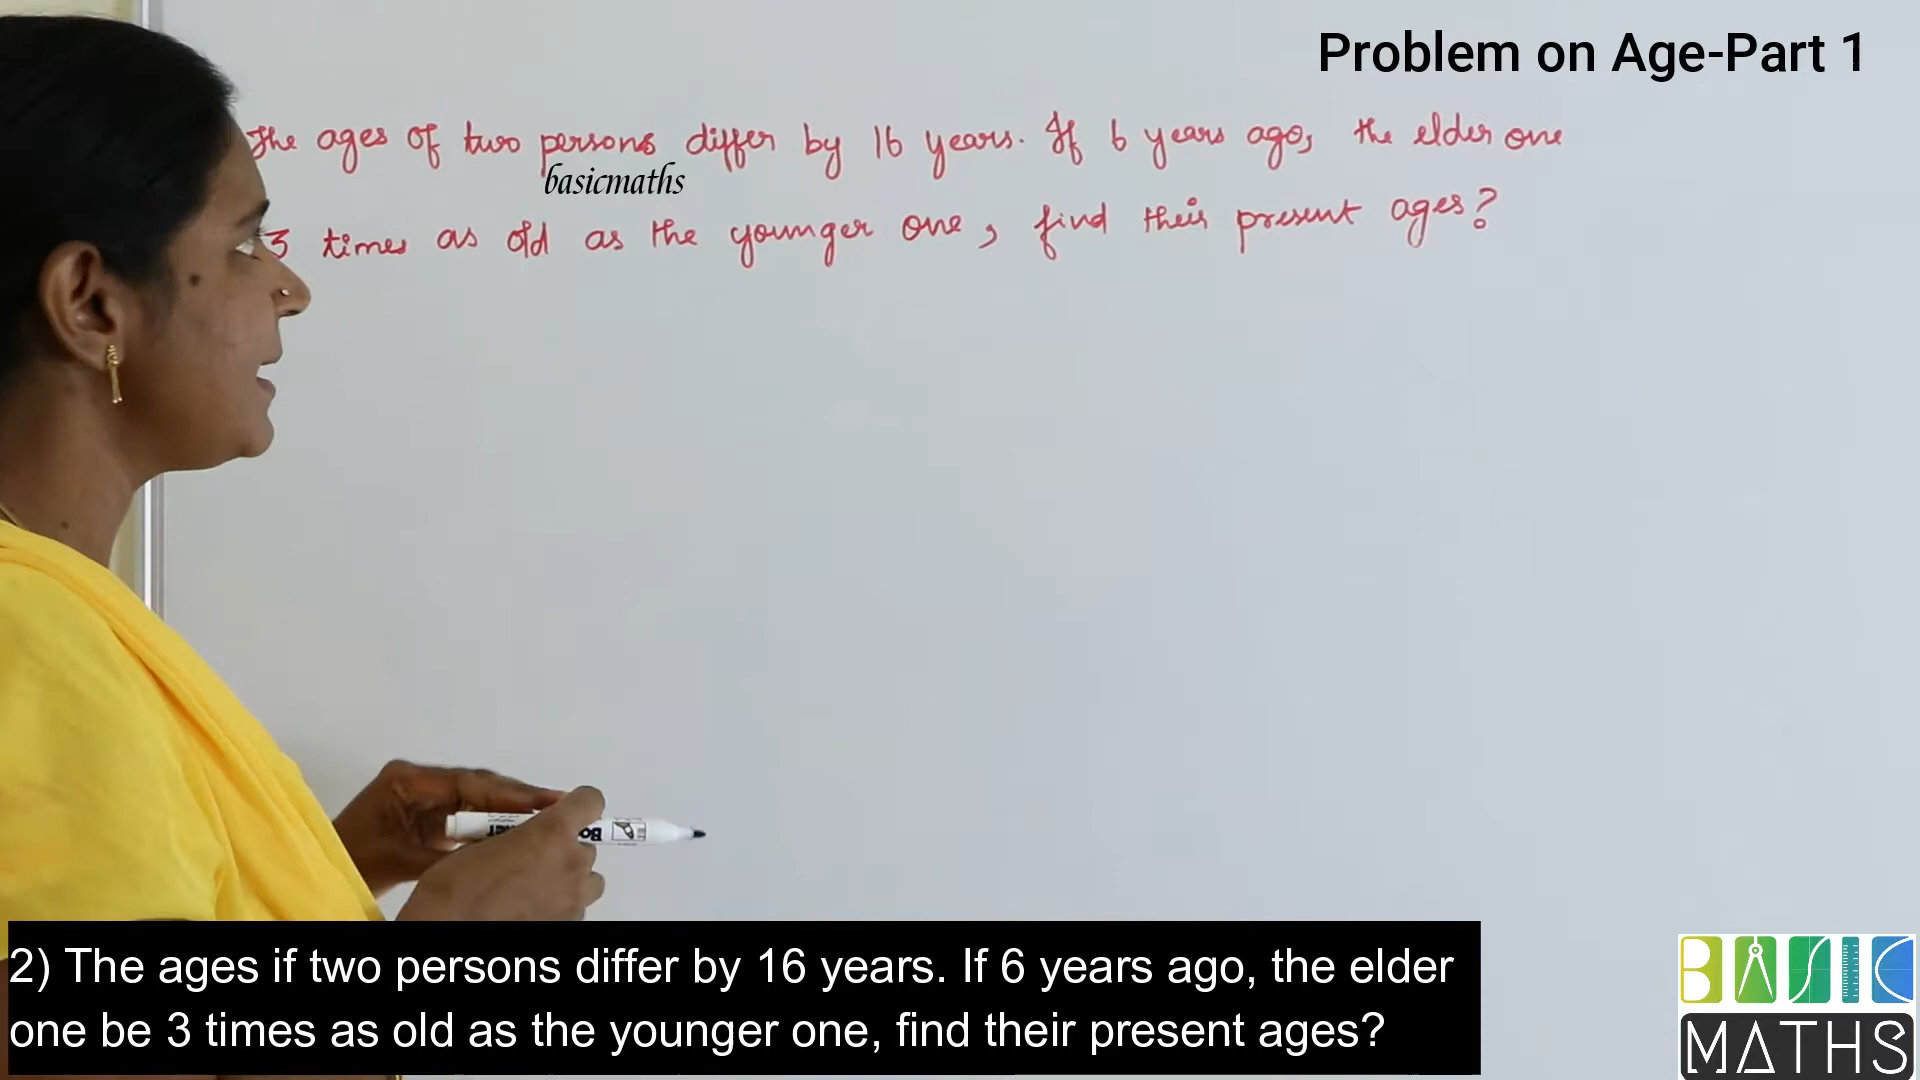 Problem on Age-Part 1
The ages of two persons differ by 16 years. If 6 years ago, the elder one
basicmaths
3 times as old as the younger one, find their present ages?
2) The ages if two persons differ by 16 years. If 6 years ago, the elder
one be 3 times as old as the younger one, find their present ages?
BASIC
MATHS